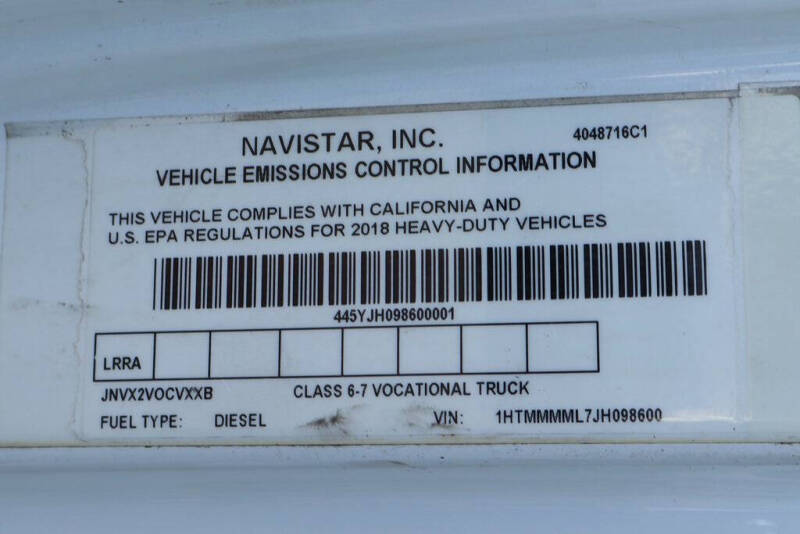 NAVISTAR, INC. 4048716C1
VEHICLE EMISSIONS CONTROL INFORMATION
THIS VEHICLE COMPLIES WITH CALIFORNIA AND
U.S. EPA REGULATIONS FOR 2018 HEAVY-DUTY VEHICLES
445YJH098600001
LRRA
JNVX2VOCVXXB CLASS 6-7 VOCATIONAL TRUCK
FUEL TYPE: DIESEL VIN: 1HTMMMML7JH098600